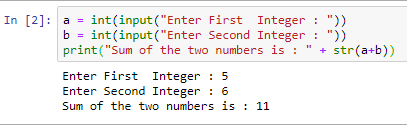 In [2]: a = int(input("Enter First  Integer : "))
b = int(input("Enter Second Integer : "))
print("Sum of the two numbers is : " + str(a+b))
Enter First  Integer : 5
Enter Second Integer : 6
Sum of the two numbers is : 11